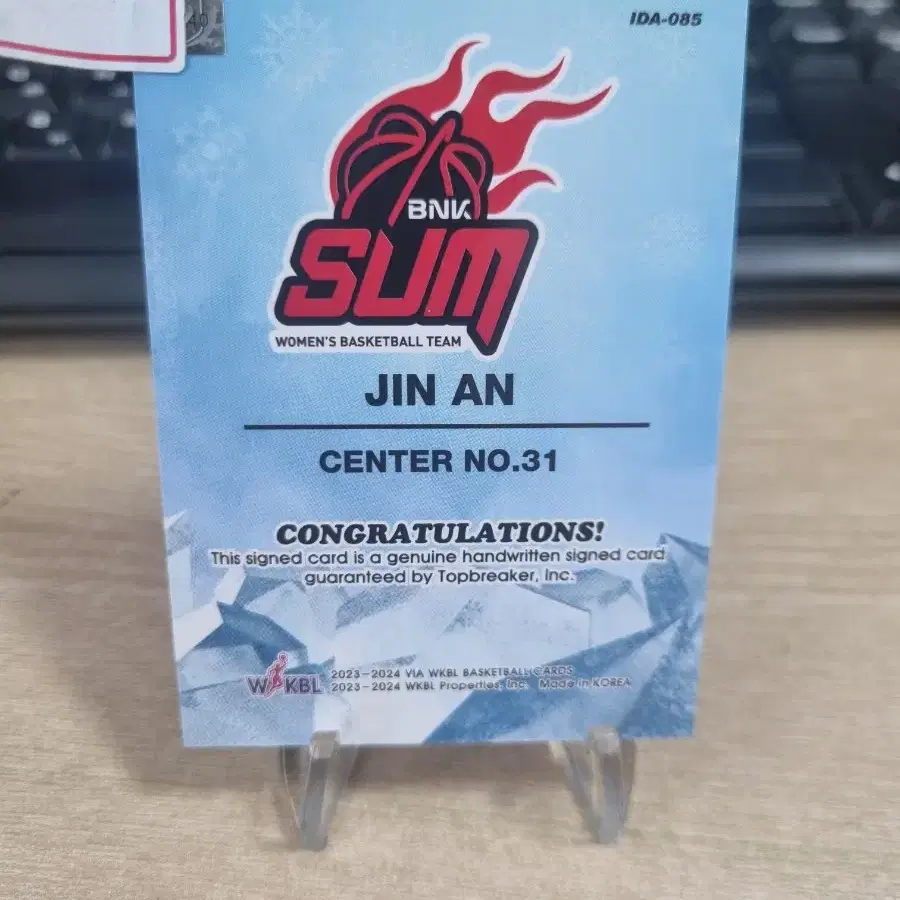 40
IDA-085
BNK
SUM
WOMEN'S BASKETBALL TEAM
JIN AN
CENTER NO.31
CONGRATULATIONS!
This signed card is a genuine handwritten signed card
guaranteed by Topbreaker, Inc.
WKBL
2023-2024 VIA WKBL BASKETBALL CARDS
2023-2024 WKBL Properties, Inc. Made in KOREA